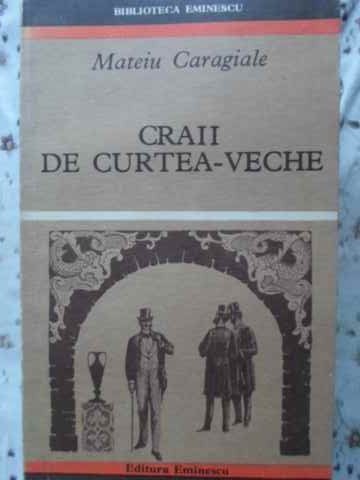 BIBLIOTECA EMINESCU
Mateiu Caragiale
CRAII
DE CURTEA-VECHE
Editura Eminescu